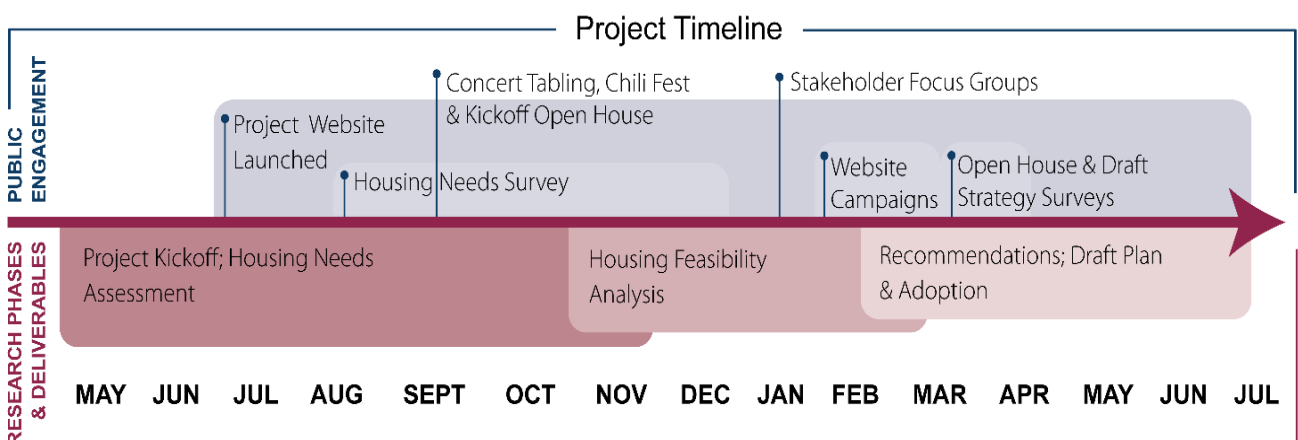 Project Timeline
PUBLIC
ENGAGEMENT
Concert Tabling, Chili Fest
& Kickoff Open House
Stakeholder Focus Groups
Project Website
Launched
Housing Needs Survey
Website
Campaigns
Open House & Draft
Strategy Surveys
RESEARCH PHASES
& DELIVERABLES
Project Kickoff; Housing Needs
Assessment
Housing Feasibility
Analysis
Recommendations; Draft Plan
& Adoption
MAY JUN JUL AUG SEPT OCT NOV DEC JAN FEB MAR APR MAY JUN JUL